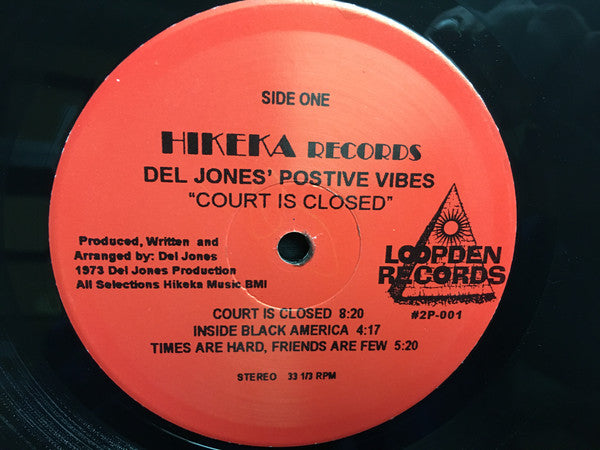 SIDE ONE
HIKEKA RECORDS
DEL JONES' POSTIVE VIBES
"COURT IS CLOSED"
Produced, Written and
Arranged by: Del Jones
1973 Del Jones Production
All Selections Hikeka Music BMI
LOOPDEN
RECORDS
#2P-001
COURT IS CLOSED 8:20
INSIDE BLACK AMERICA 4:17
TIMES ARE HARD, FRIENDS ARE FEW 5:20
STEREO 33 1/3 RPM